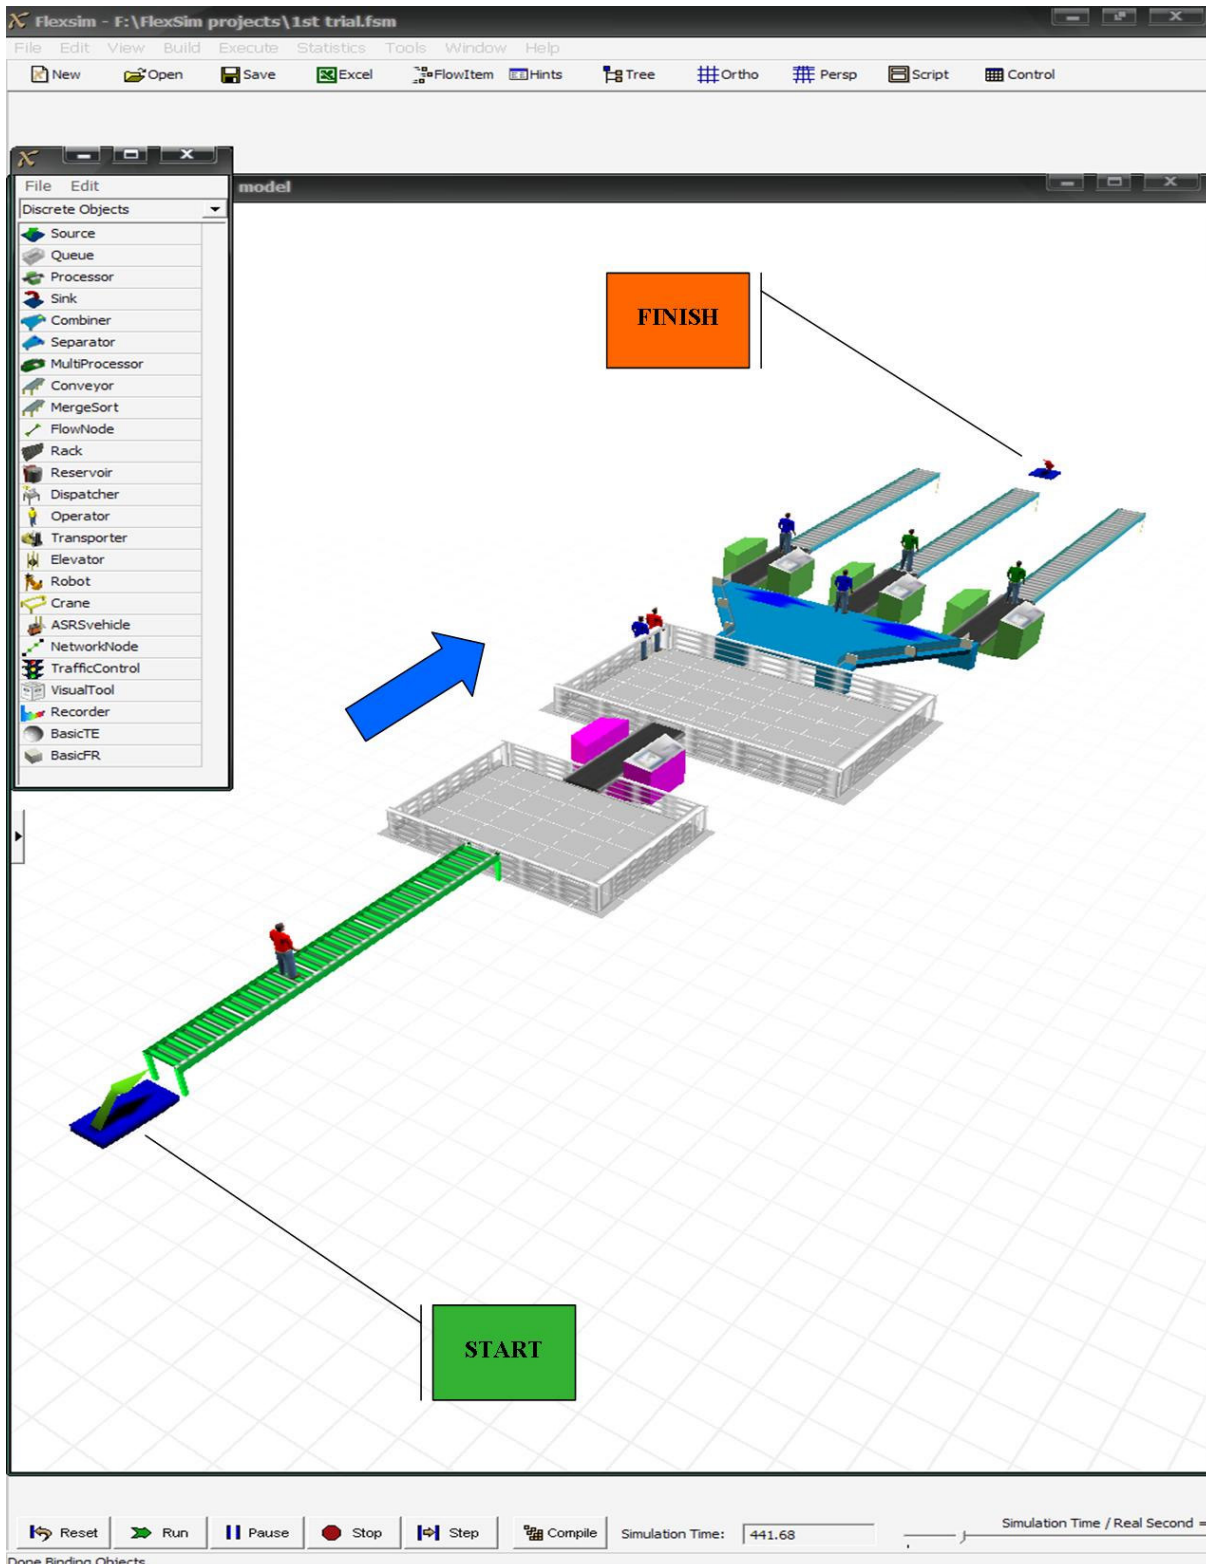 Flexsim - F:\FlexSim projects\1st trial.fsm
File Edit View Build Execute Statistics Tools Window Help
New Open Save Excel FlowItem Hints Tree Ortho Persp Script Control
File Edit
model
Discrete Objects
Source
Queue
Processor
Sink
Combiner
Separator
MultiProcessor
Conveyor
MergeSort
FlowNode
Rack
Reservoir
Dispatcher
Operator
Transporter
Elevator
Robot
Crane
ASRSvehicle
NetworkNode
TrafficControl
VisualTool
Recorder
BasicTE
BasicFR
FINISH
START
Reset Run Pause Stop Step Compile Simulation Time: 441.68 Simulation Time / Real Second =
Done Binding Objects